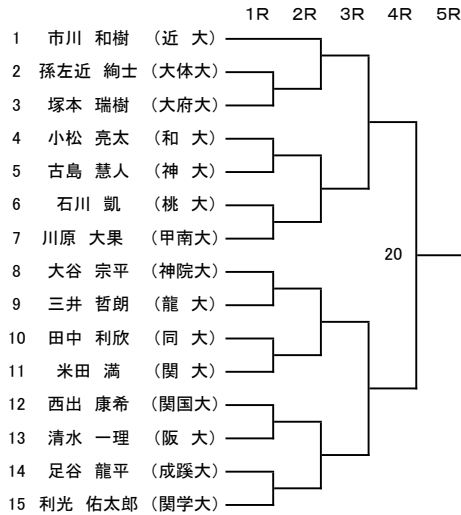 1R 2R 3R 4R 5R
1 市川 和樹 (近 大)
2 孫左近 絢士 (大体大)
3 塚本 瑞樹 (大府大)
4 小松 亮太 (和 大)
5 古島 慧人 (神 大)
6 石川 凱 (桃 大)
7 川原 大果 (甲南大)
20
8 大谷 宗平 (神院大)
9 三井 哲朗 (龍 大)
10 田中 利欣 (同 大)
11 米田 満 (関 大)
12 西出 康希 (関国大)
13 清水 一理 (阪 大)
14 足谷 龍平 (成蹊大)
15 利光 佑太郎 (関学大)